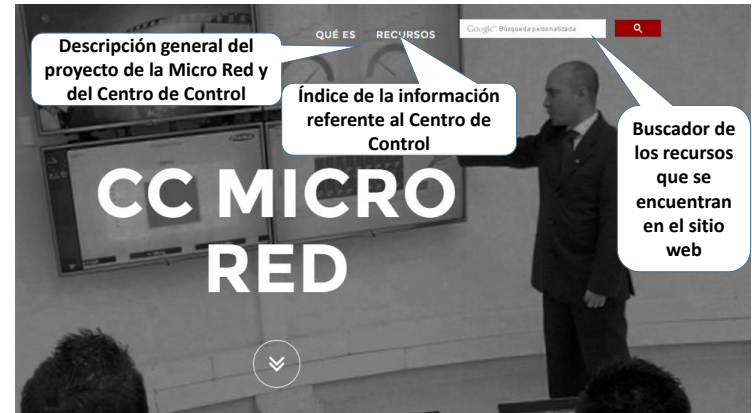 QUÉ ES RECURSOS
Google™ Búsqueda personalizada
Descripción general del
proyecto de la Micro Red y
del Centro de Control
Índice de la información
referente al Centro de
Control
Buscador de
los recursos
que se
encuentran
en el sitio
web
CC MICRO
RED